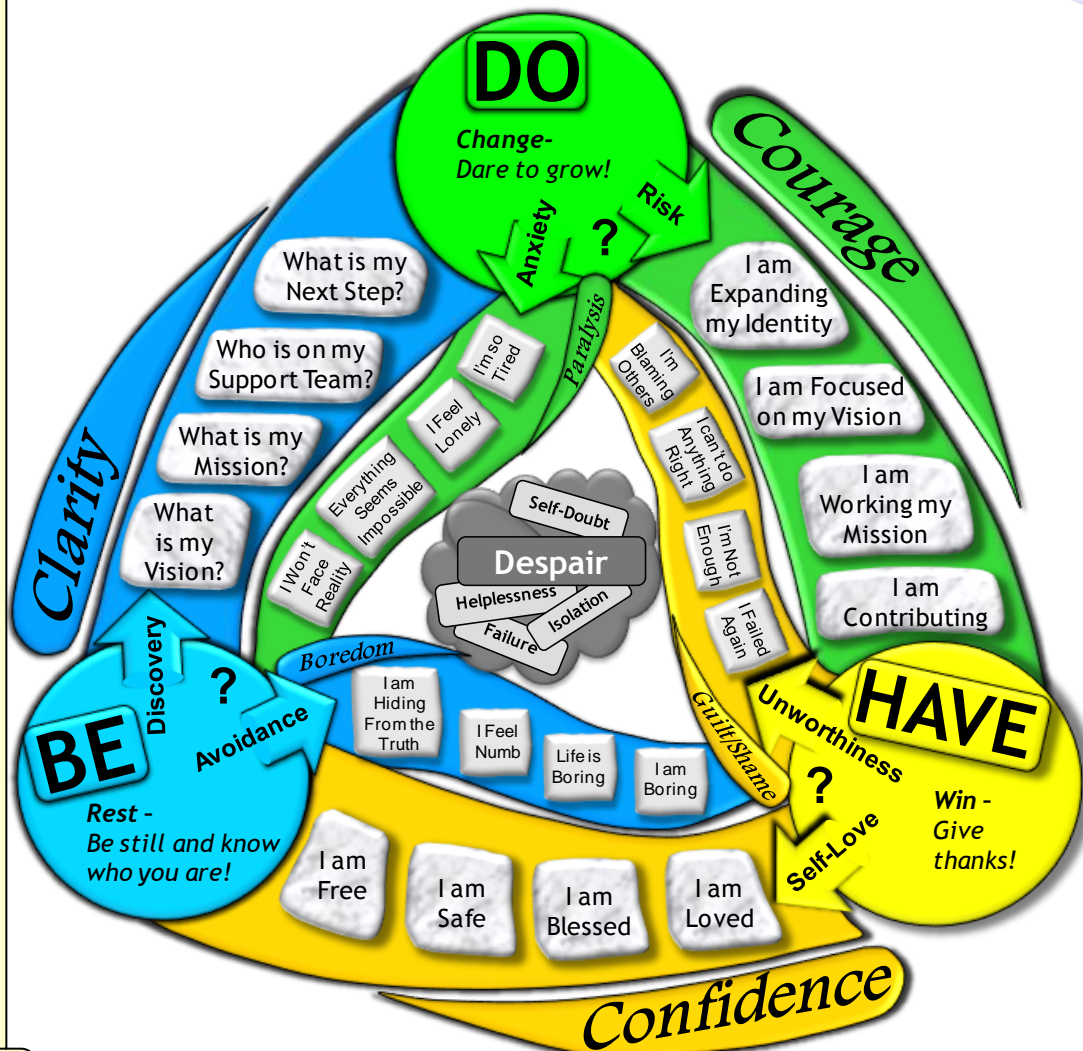 DO
Change-
Dare to grow!
Anxiety
?
Risk
Courage
I am
Expanding
my Identity
I am Focused
on my Vision
I am
Working my
Mission
I am
Contributing
HAVE
Win -
Give
thanks!
Unworthiness
?
Self-Love
Confidence
I am
Loved
I am
Blessed
I am
Safe
I am
Free
BE
Rest -
Be still and know
who you are!
Discovery
?
Avoidance
Clarity
What
is my
Vision?
What is my
Mission?
Who is on my
Support Team?
What is my
Next Step?
Paralysis
I'm so
Tired
I Feel
Lonely
Everything
Seems
Impossible
I Won't
Face
Reality
Boredom
I am
Hiding
From the
Truth
I Feel
Numb
Life is
Boring
I am
Boring
Guilt/Shame
I'm
Blaming
Others
I can't do
Anything
Right
I'm Not
Enough
I Failed
Again
Self-Doubt
Despair
Helplessness
Isolation
Failure